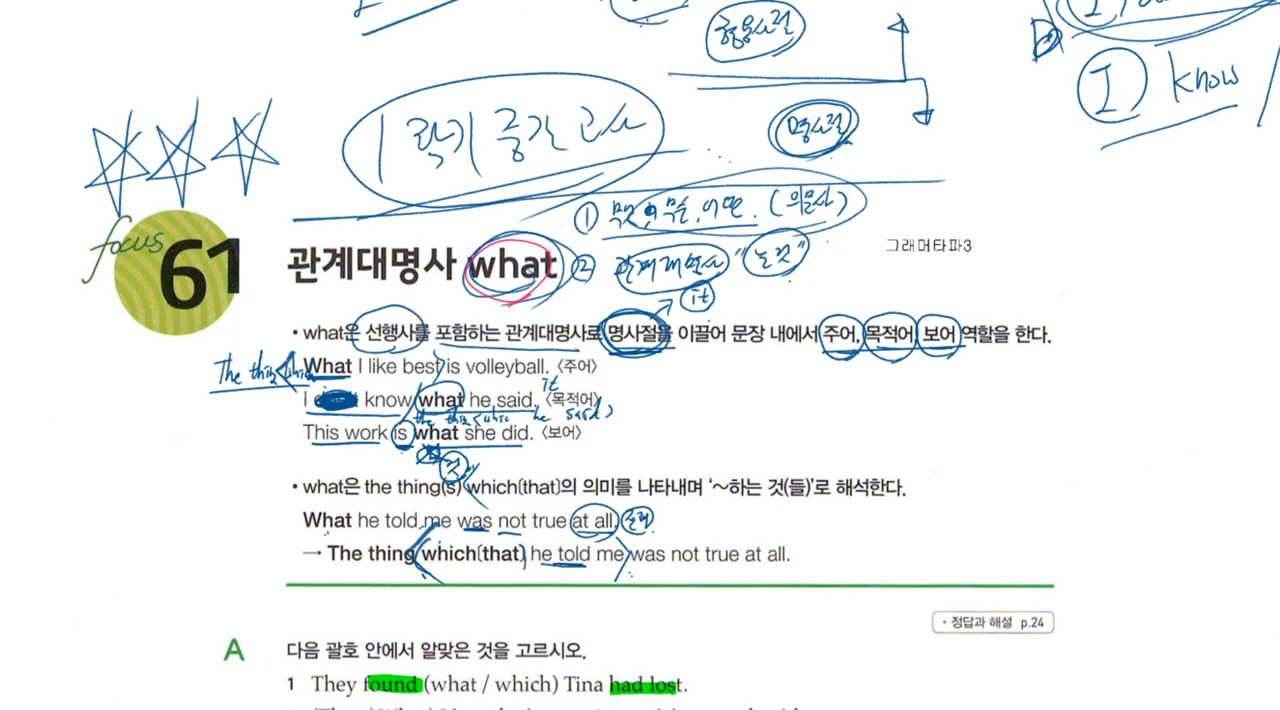 형용사절
I know
1학기 중간고사
명사절
① 무엇, 무슨, 어떤 (의문사)
focus 61 관계대명사 what ② 관계대명사 "는 것"
그래머타파3
it
• what은 선행사를 포함하는 관계대명사로 명사절을 이끌어 문장 내에서 주어, 목적어, 보어 역할을 한다.
The thing which
What I like best is volleyball. 〈주어〉
it
I know what he said. 〈목적어〉
the thing which he said
This work is what she did. 〈보어〉
것
• what은 the thing(s) which(that)의 의미를 나타내며 '~하는 것(들)'로 해석한다.
What he told me was not true at all.
→ The thing which(that) he told me was not true at all.
• 정답과 해설 p.24
A 다음 괄호 안에서 알맞은 것을 고르시오.
1 They found (what / which) Tina had lost.